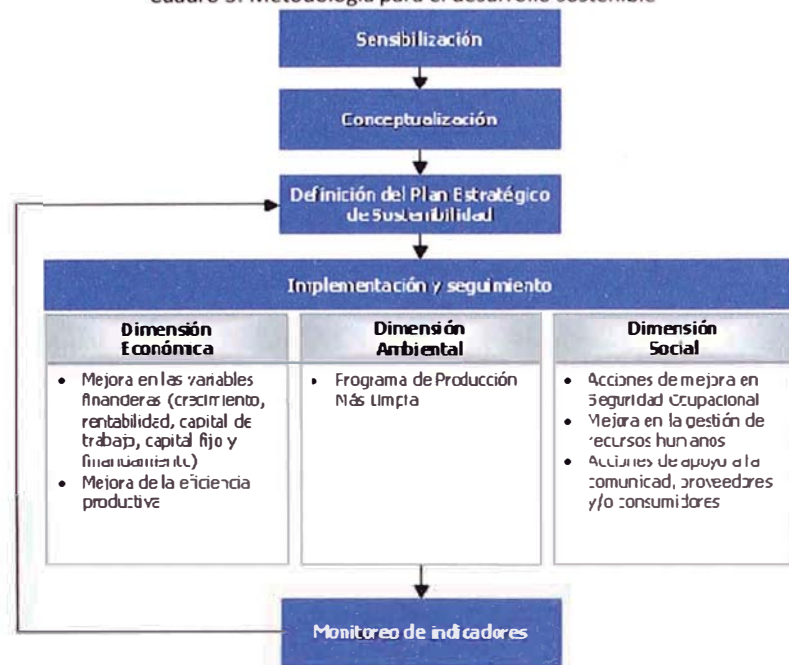 Cuadro 3: Metodología para el desarrollo sostenible
Sensibilización
Conceptualización
Definición del Plan Estratégico
de Sostenibilidad
Implementación y seguimiento
Dimensión
Económica
• Mejora en las variables
financieras (crecimiento,
rentabilidad, capital de
trabajo, capital fijo y
financiamiento)
• Mejora de la eficiencia
productiva
Dimensión
Ambiental
• Programa de Producción
Más Limpia
Dimensión
Social
• Acciones de mejora en
Seguridad Ocupacional
• Mejora en la gestión de
recursos humanos
• Acciones de apoyo a la
comunidad, proveedores
y/o consumidores
Monitoreo de indicadores